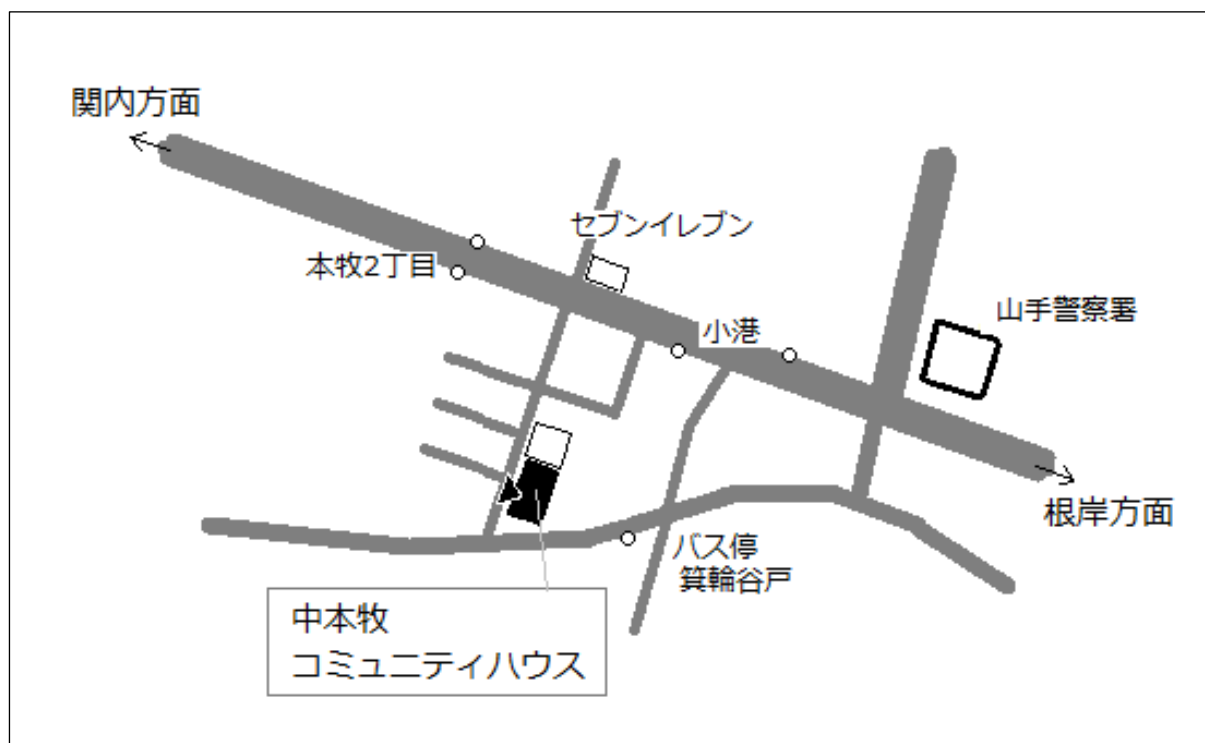 関内方面
セブンイレブン
本牧2丁目
山手警察署
小港
根岸方面
バス停
箕輪谷戸
中本牧
コミュニティハウス